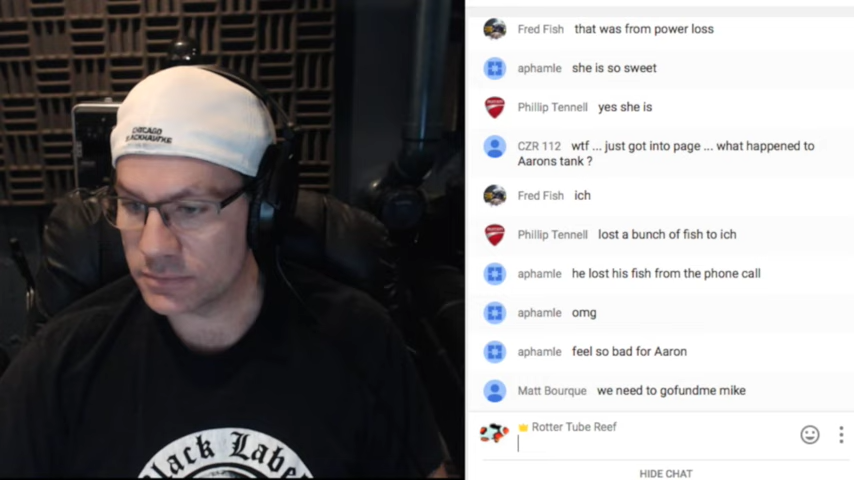 CHICAGO
BLACKHAWKS
Black Label
Fred Fish that was from power loss
aphamle she is so sweet
Phillip Tennell yes she is
CZR 112 wtf ... just got into page ... what happened to
Aarons tank ?
Fred Fish ich
Phillip Tennell lost a bunch of fish to ich
aphamle he lost his fish from the phone call
aphamle omg
aphamle feel so bad for Aaron
Matt Bourque we need to gofundme mike
Rotter Tube Reef
HIDE CHAT